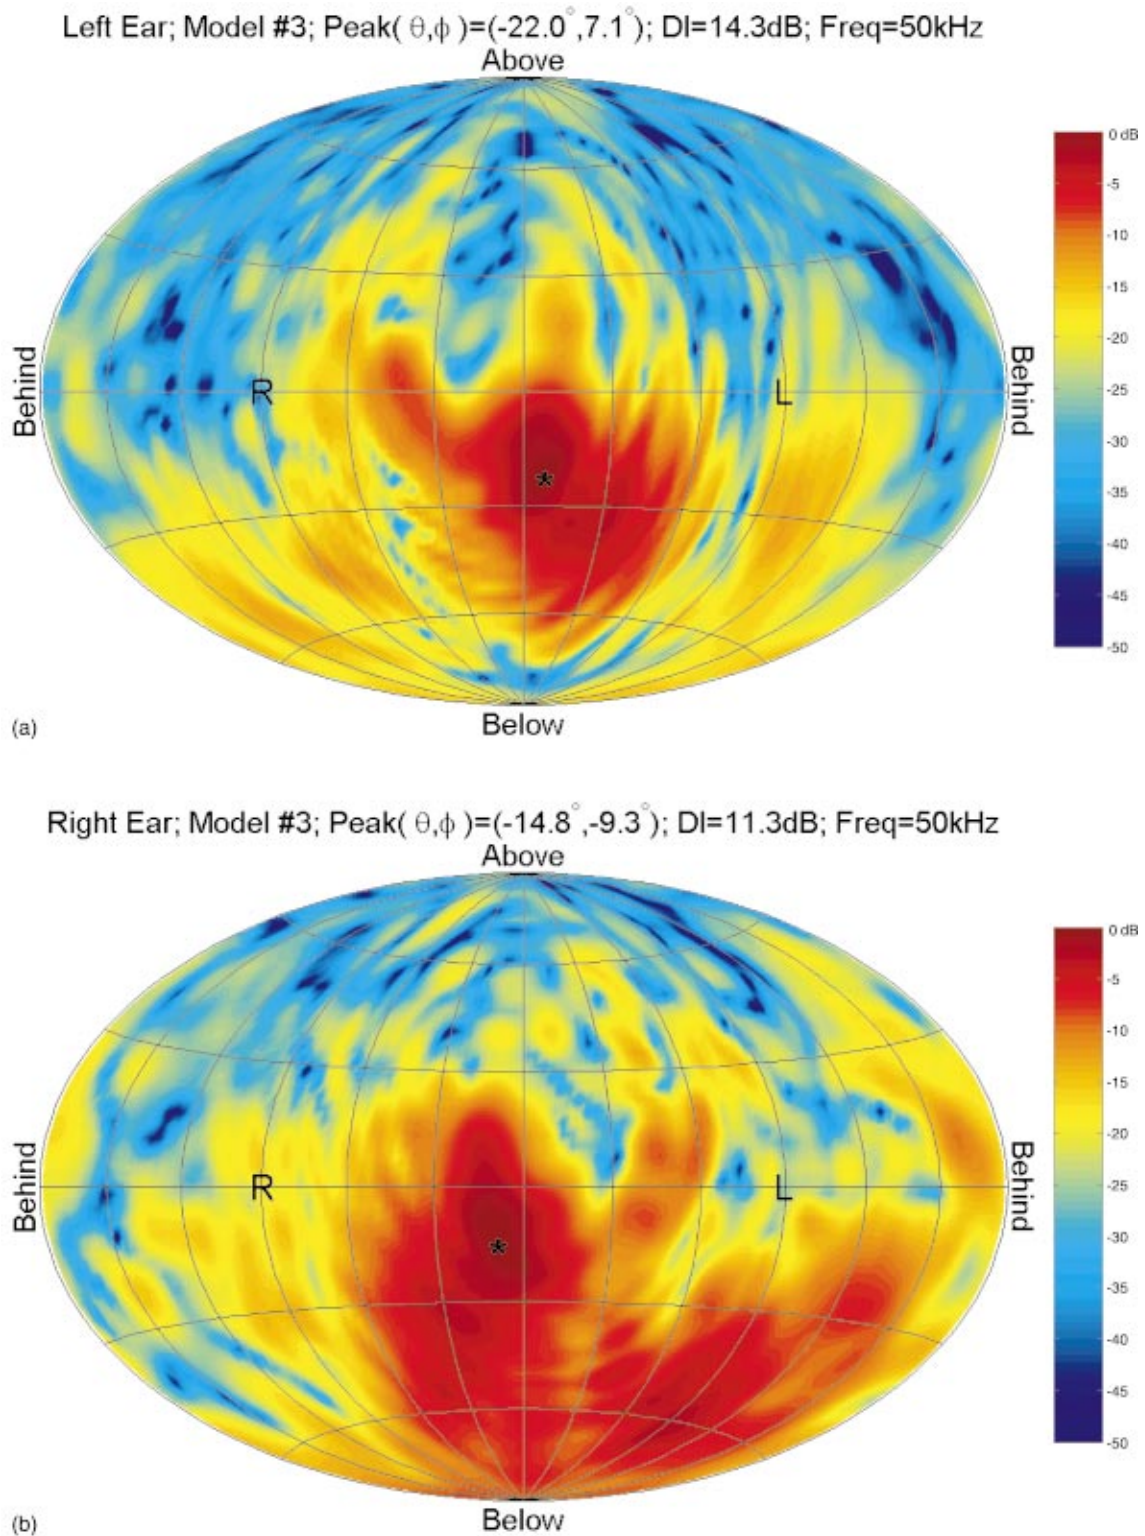 Left Ear; Model #3; Peak( θ,ϕ )=(-22.0°,7.1°); DI=14.3dB; Freq=50kHz
Above
0 dB
-5
-10
-15
-20
-25
-30
-35
-40
-45
-50
Behind
R
L
Behind
Below
(a)
Right Ear; Model #3; Peak( θ,ϕ )=(-14.8°,-9.3°); DI=11.3dB; Freq=50kHz
Above
0 dB
-5
-10
-15
-20
-25
-30
-35
-40
-45
-50
Behind
R
*
L
Behind
Below
(b)